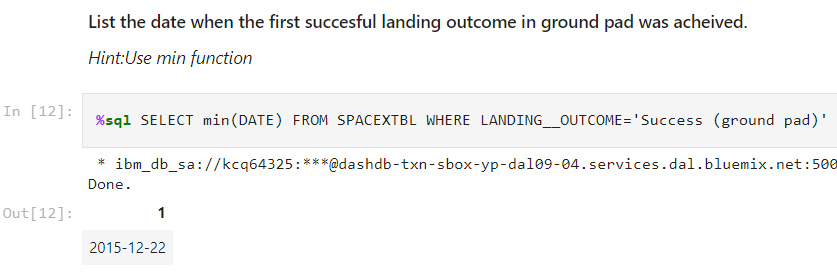 List the date when the first succesful landing outcome in ground pad was acheived.
Hint:Use min function
In [12]: %sql SELECT min(DATE) FROM SPACEXTBL WHERE LANDING__OUTCOME='Success (ground pad)'
* ibm_db_sa://kcq64325:***@dashdb-txn-sbox-yp-dal09-04.services.dal.bluemix.net:500
Done.
Out[12]: 1
2015-12-22